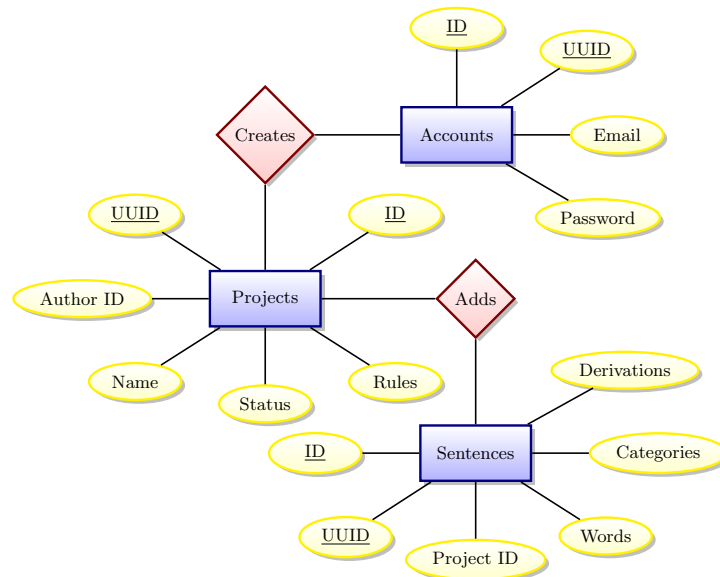 ID
UUID
Creates
Accounts
Email
UUID
ID
Password
Author ID
Projects
Adds
Name
Status
Rules
Derivations
ID
Sentences
Categories
UUID
Project ID
Words